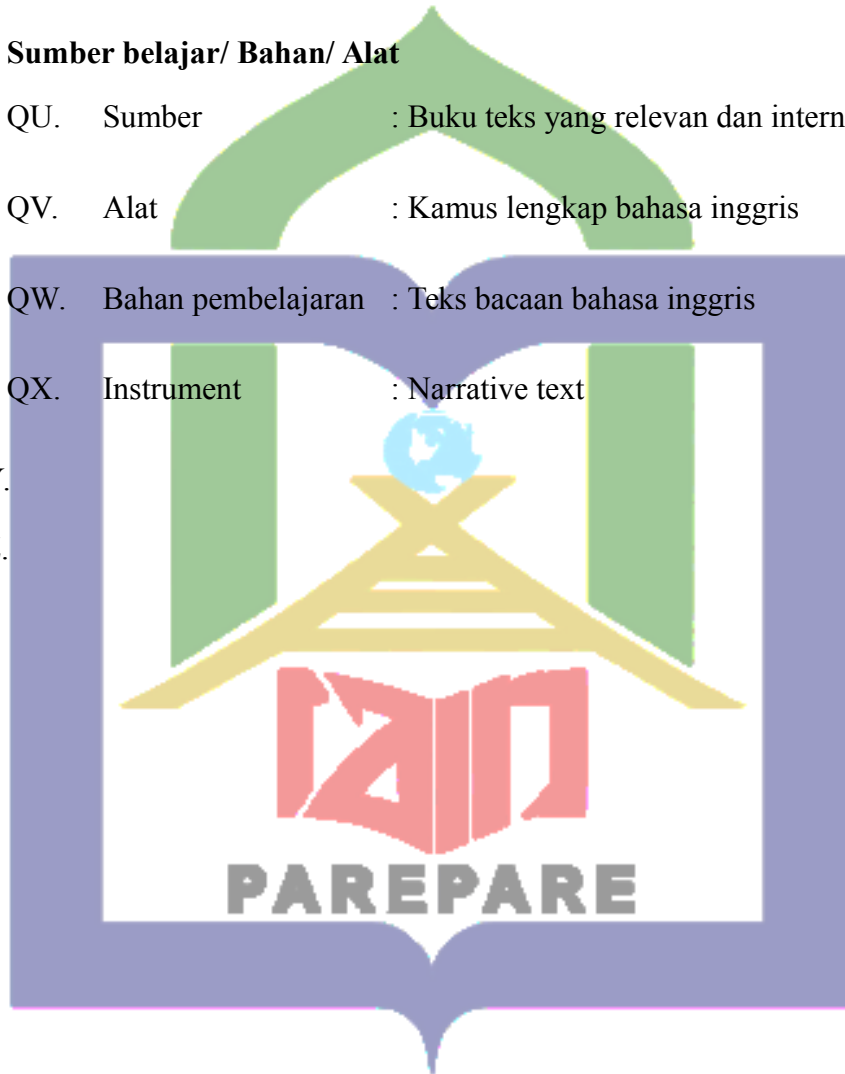 Sumber belajar/ Bahan/ Alat
QU. Sumber : Buku teks yang relevan dan intern
QV. Alat : Kamus lengkap bahasa inggris
QW. Bahan pembelajaran : Teks bacaan bahasa inggris
QX. Instrument : Narrative text
iain
PAREPARE